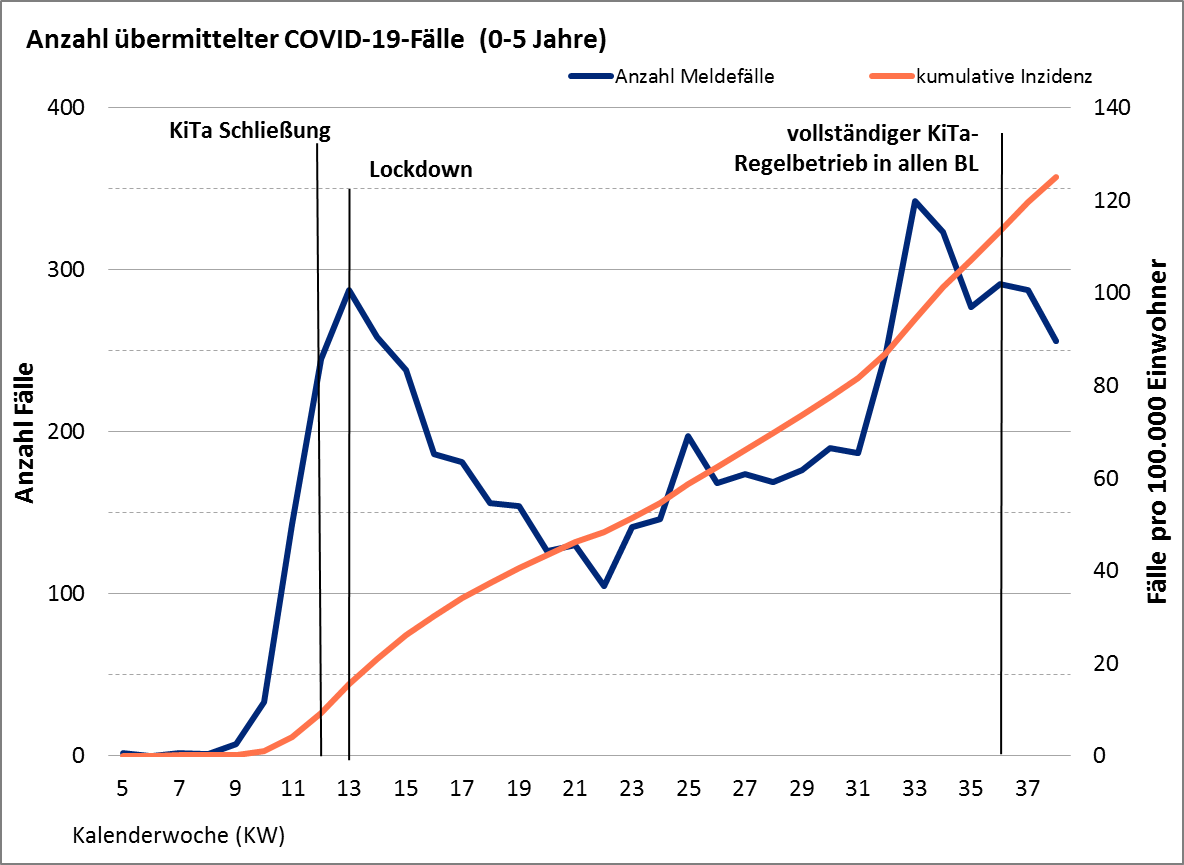 Anzahl übermittelter COVID-19-Fälle (0-5 Jahre)
Anzahl Meldefälle
kumulative Inzidenz
400
300
200
100
0
140
120
100
80
60
40
20
0
KiTa Schließung
Lockdown
vollständiger KiTa-
Regelbetrieb in allen BL
Anzahl Fälle
Fälle pro 100.000 Einwohner
5 7 9 11 13 15 17 19 21 23 25 27 29 31 33 35 37
Kalenderwoche (KW)